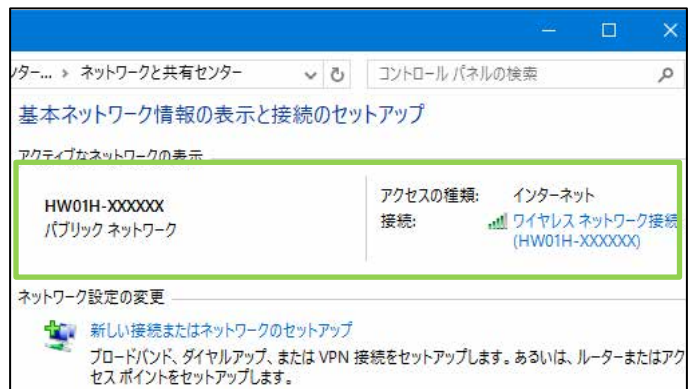 ンター... › ネットワークと共有センター
コントロール パネルの検索
基本ネットワーク情報の表示と接続のセットアップ
アクティブなネットワークの表示
HW01H-XXXXXX
パブリック ネットワーク
アクセスの種類: インターネット
接続: ワイヤレス ネットワーク接続
(HW01H-XXXXXX)
ネットワーク設定の変更
新しい接続またはネットワークのセットアップ
ブロードバンド、ダイヤルアップ、または VPN 接続をセットアップします。あるいは、ルーターまたはアク
セス ポイントをセットアップします。